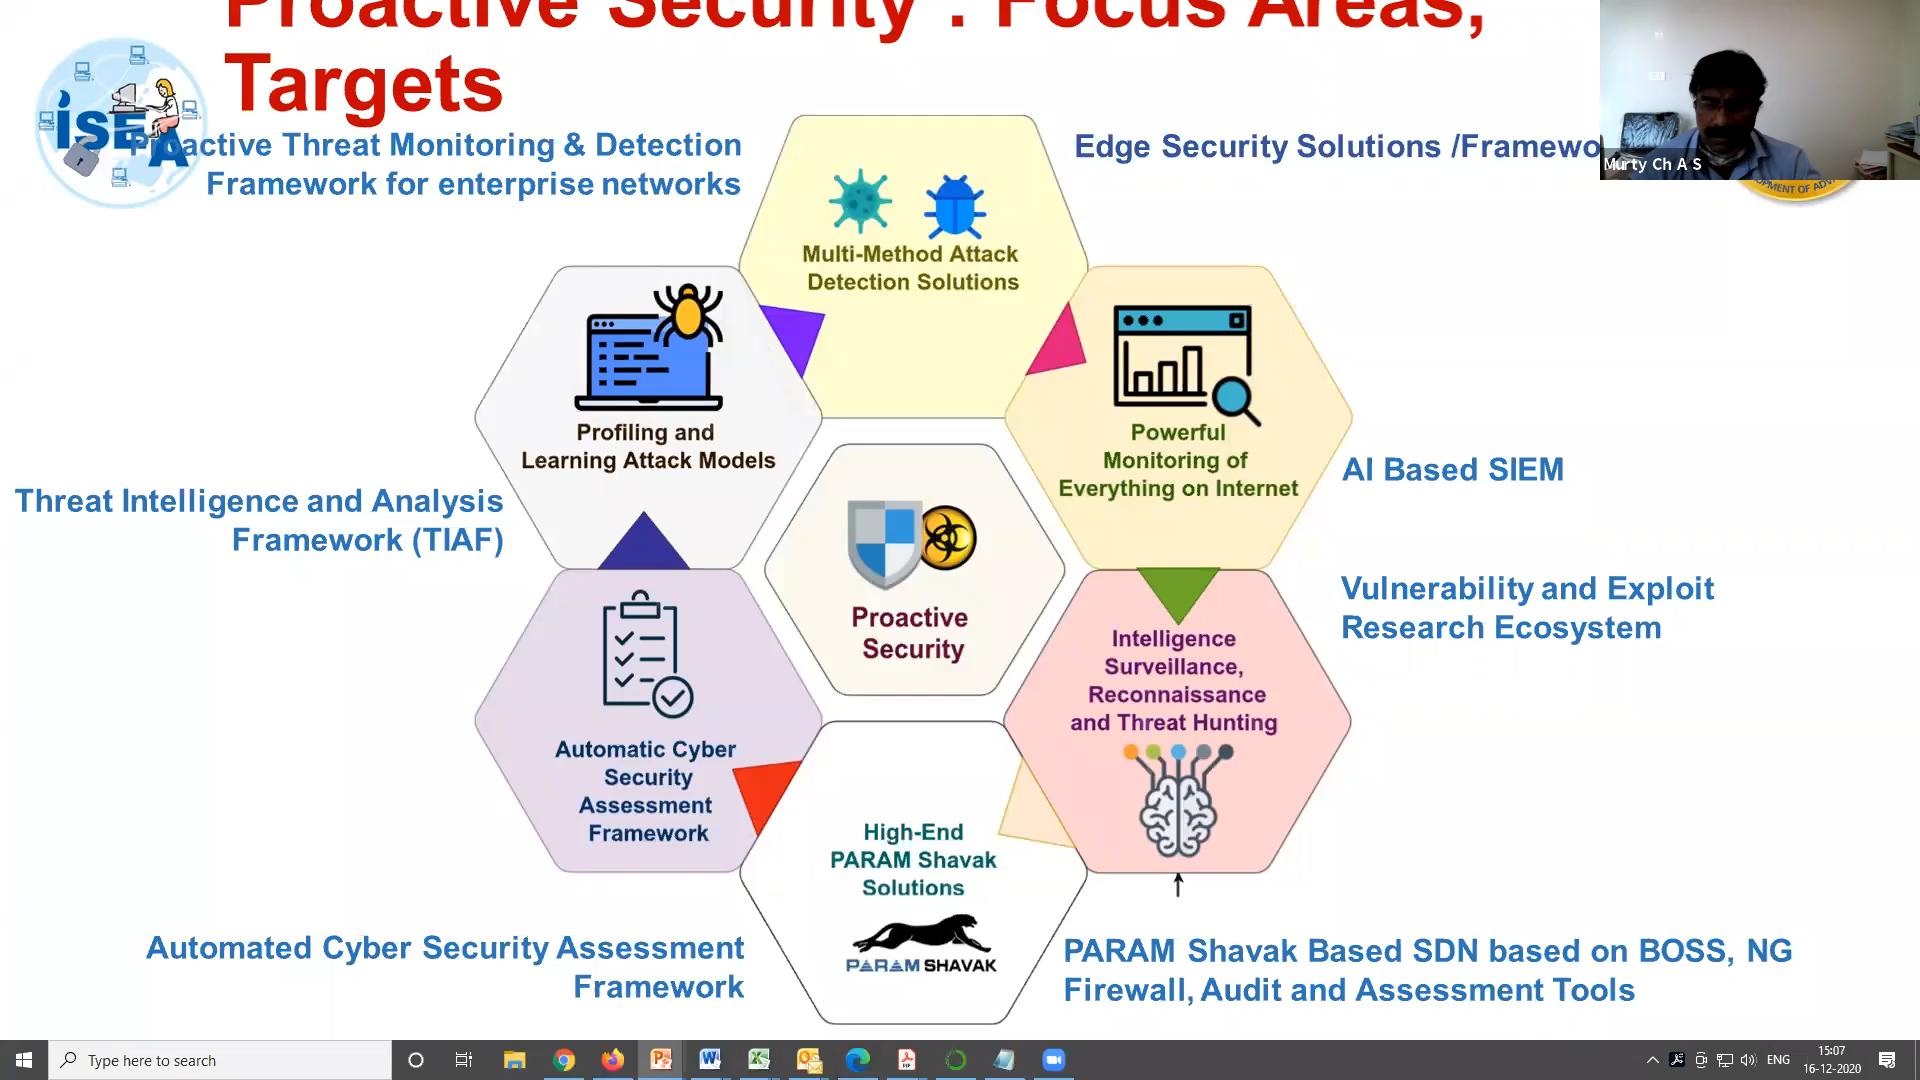 Proactive Security : Focus Areas,
Targets
ISEA
Proactive Threat Monitoring & Detection
Framework for enterprise networks
Edge Security Solutions /Framewo
Murty Ch A S
OPMENT OF ADV
Multi-Method Attack
Detection Solutions
Profiling and
Learning Attack Models
Powerful
Monitoring of
Everything on Internet
AI Based SIEM
Threat Intelligence and Analysis
Framework (TIAF)
Proactive
Security
Vulnerability and Exploit
Research Ecosystem
Intelligence
Surveillance,
Reconnaissance
and Threat Hunting
Automatic Cyber
Security
Assessment
Framework
High-End
PARAM Shavak
Solutions
PARAM SHAVAK
Automated Cyber Security Assessment
Framework
PARAM Shavak Based SDN based on BOSS, NG
Firewall, Audit and Assessment Tools
Type here to search
ENG
15:07
16-12-2020